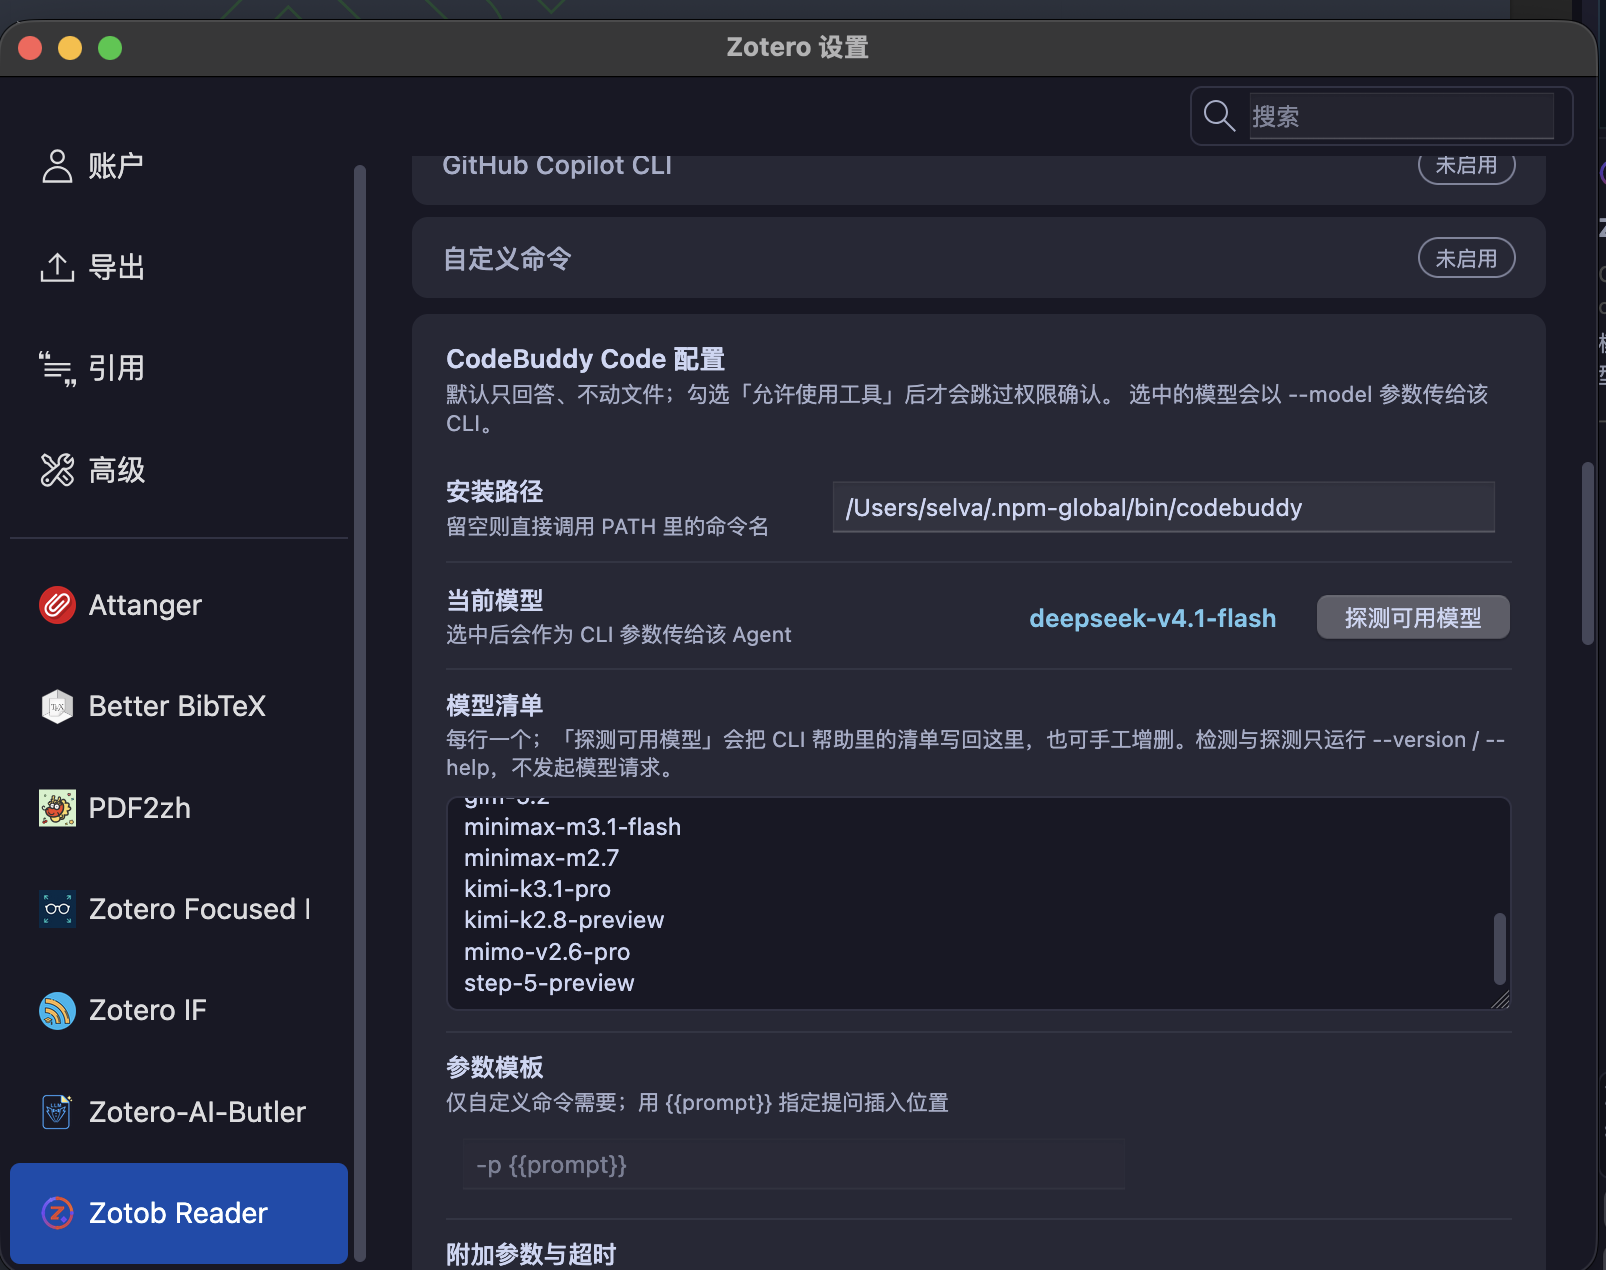 Zotero 设置
搜索
账户
导出
引用
高级
Attanger
Better BibTeX
PDF2zh
Zotero Focused
Zotero IF
Zotero-AI-Butler
Zotob Reader
GitHub Copilot CLI
未启用
自定义命令
未启用
CodeBuddy Code 配置
默认只回答、不动文件；勾选「允许使用工具」后才会跳过权限确认。 选中的模型会以 --model 参数传给该
CLI。
安装路径
留空则直接调用 PATH 里的命令名
/Users/selva/.npm-global/bin/codebuddy
当前模型
选中后会作为 CLI 参数传给该 Agent
deepseek-v4.1-flash
探测可用模型
模型清单
每行一个；「探测可用模型」会把 CLI 帮助里的清单写回这里，也可手工增删。检测与探测只运行 --version / --
help，不发起模型请求。
minimax-m3.1-flash
minimax-m2.7
kimi-k3.1-pro
kimi-k2.8-preview
mimo-v2.6-pro
step-5-preview
参数模板
仅自定义命令需要；用 {{prompt}} 指定提问插入位置
-p {{prompt}}
附加参数与超时